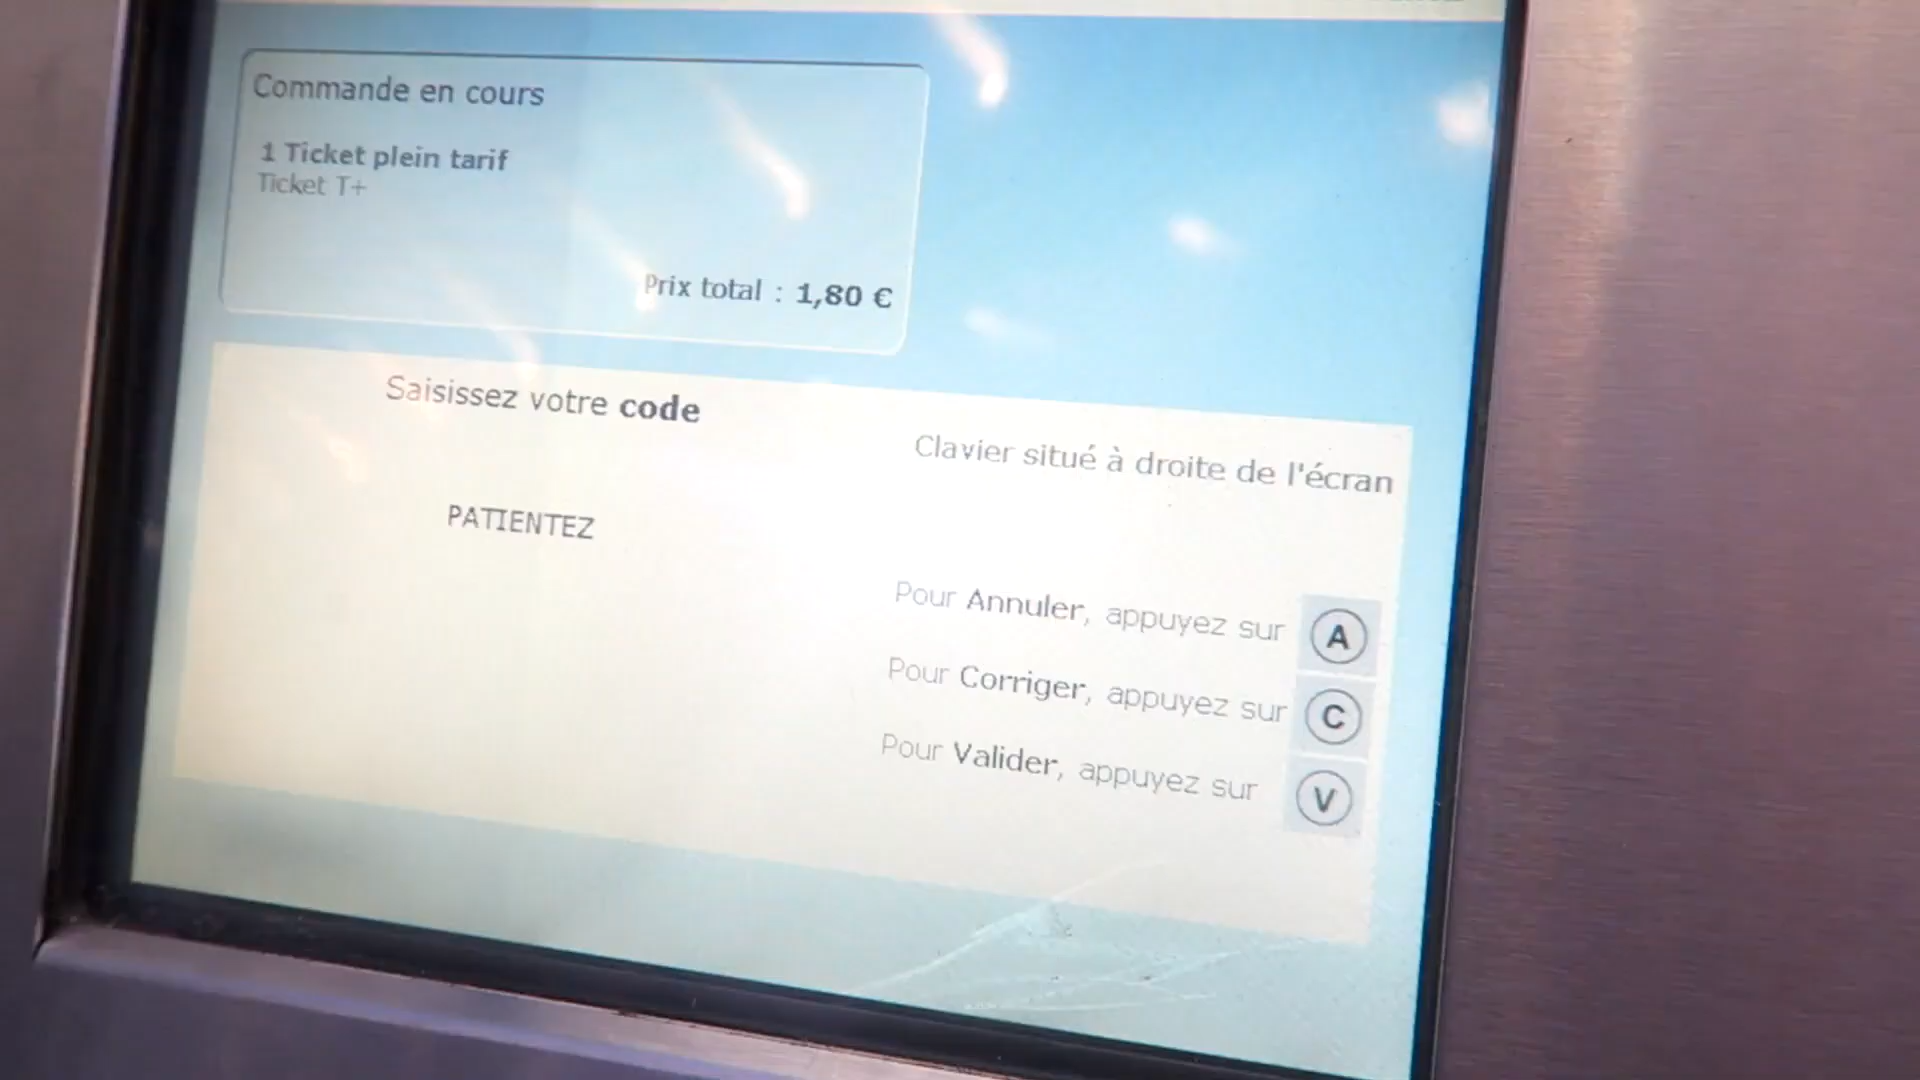 Commande en cours
1 Ticket plein tarif
Ticket T+
Prix total : 1,80 €
Saisissez votre code
Clavier situé à droite de l'écran
PATIENTEZ
Pour Annuler, appuyez sur A
Pour Corriger, appuyez sur C
Pour Valider, appuyez sur V